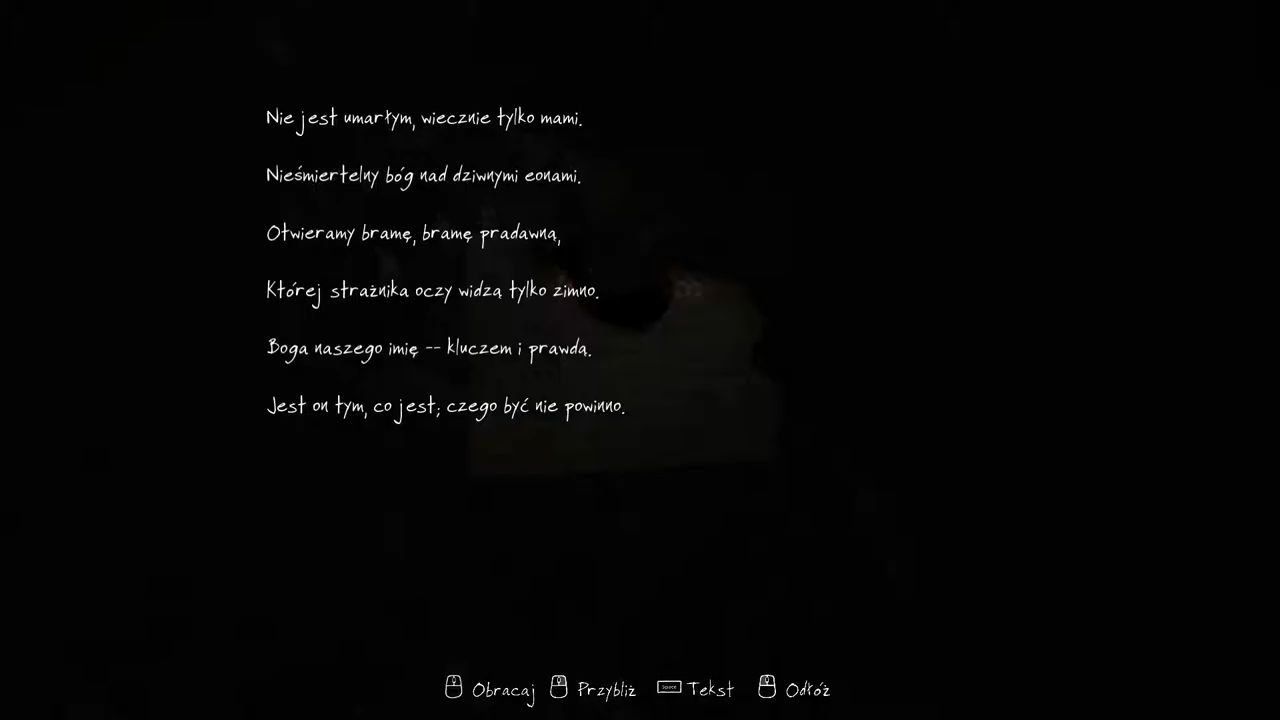 Nie jest umarłym, wiecznie tylko mami.
Nieśmiertelny bóg nad dziwnymi eonami.
Otwieramy bramę, bramę pradawną,
Której strażnika oczy widzą tylko zimno.
Boga naszego imię -- kluczem i prawdą.
Jest on tym, co jest; czego być nie powinno.
Obracaj Przybliż Space Tekst Odłóż